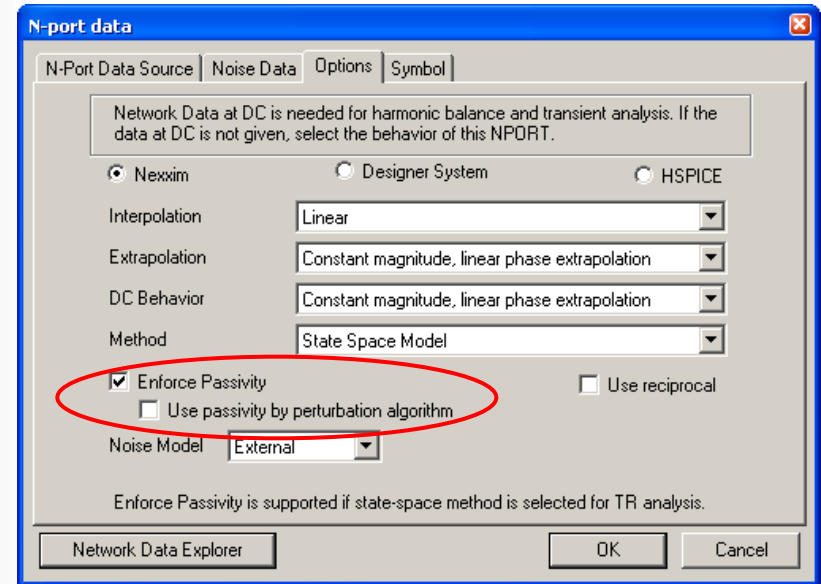 N-port data
N-Port Data Source Noise Data Options Symbol
Network Data at DC is needed for harmonic balance and transient analysis. If the
data at DC is not given, select the behavior of this NPORT.
Nexxim Designer System HSPICE
Interpolation Linear
Extrapolation Constant magnitude, linear phase extrapolation
DC Behavior Constant magnitude, linear phase extrapolation
Method State Space Model
Enforce Passivity Use reciprocal
Use passivity by perturbation algorithm
Noise Model External
Enforce Passivity is supported if state-space method is selected for TR analysis.
Network Data Explorer OK Cancel